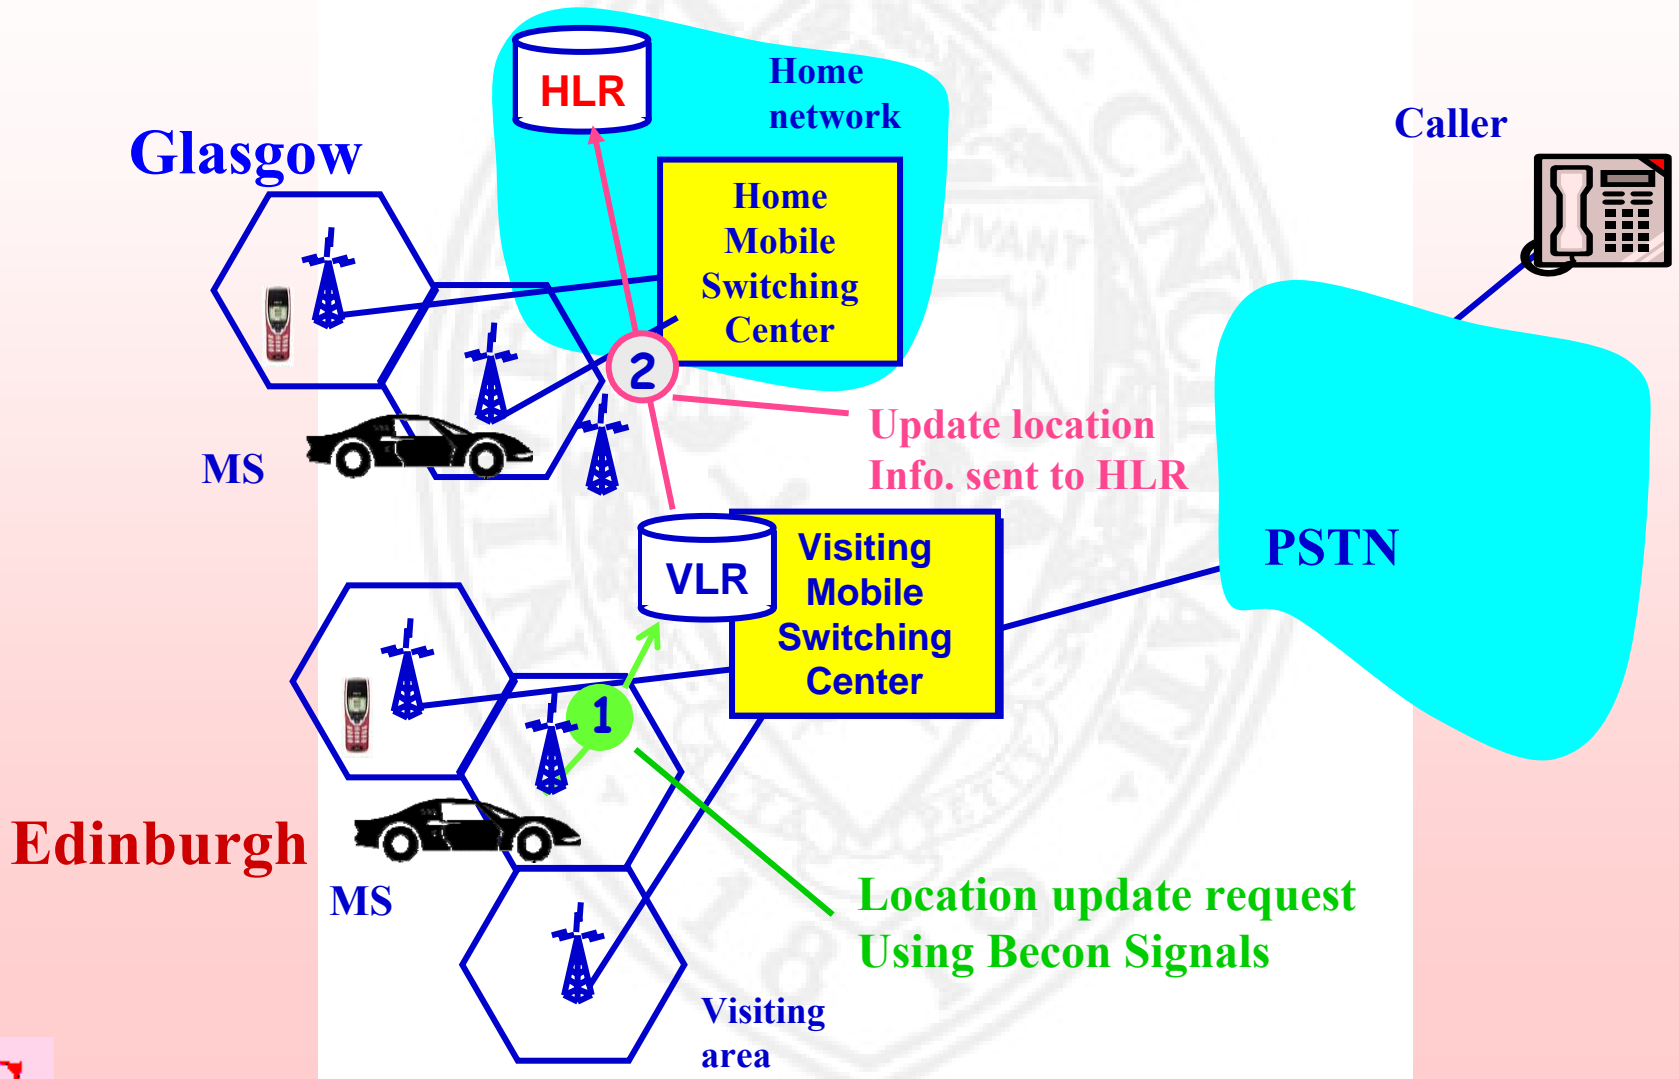 HLR
Home
network
Caller
Glasgow
Home
Mobile
Switching
Center
2
MS
Update location
Info. sent to HLR
VLR
Visiting
Mobile
Switching
Center
PSTN
1
Edinburgh
MS
Location update request
Using Becon Signals
Visiting
area